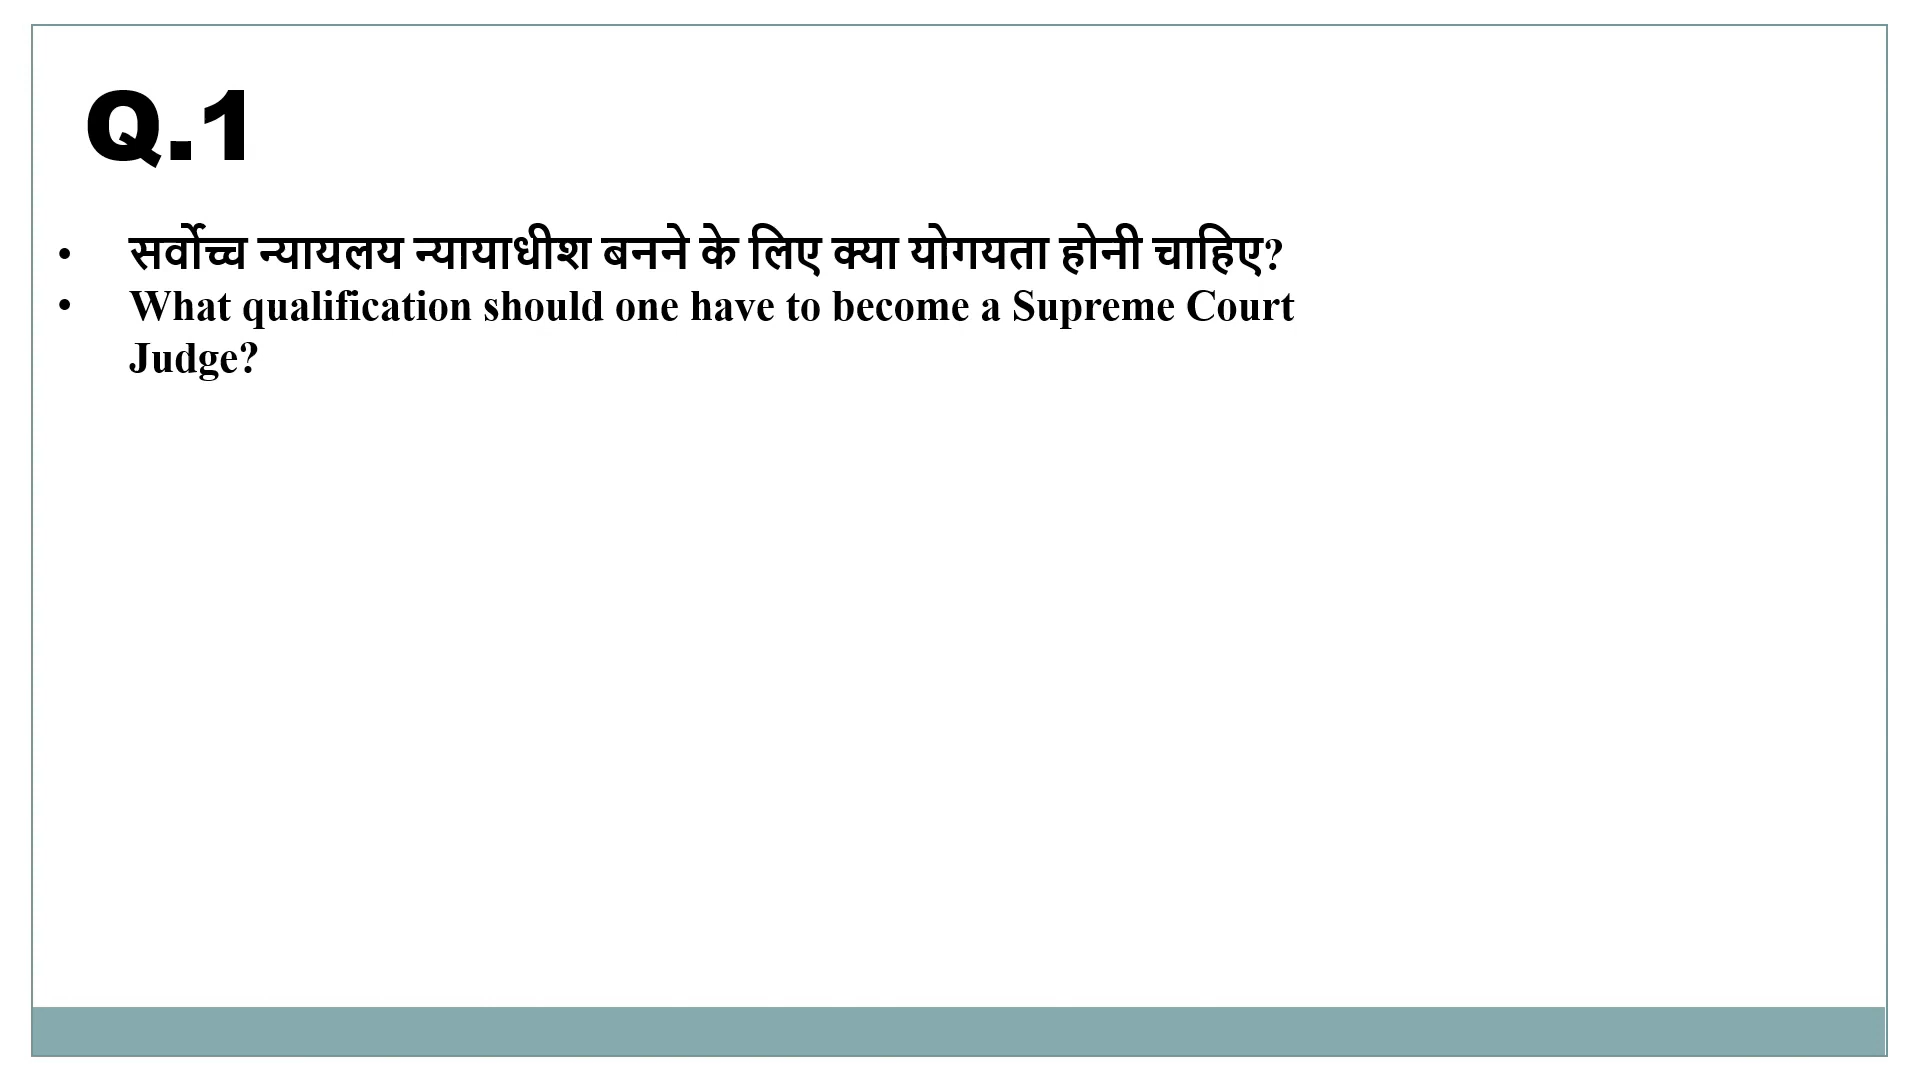 Q.1
• सर्वोच्च न्यायलय न्यायाधीश बनने के लिए क्या योगयता होनी चाहिए?
• What qualification should one have to become a Supreme Court
Judge?